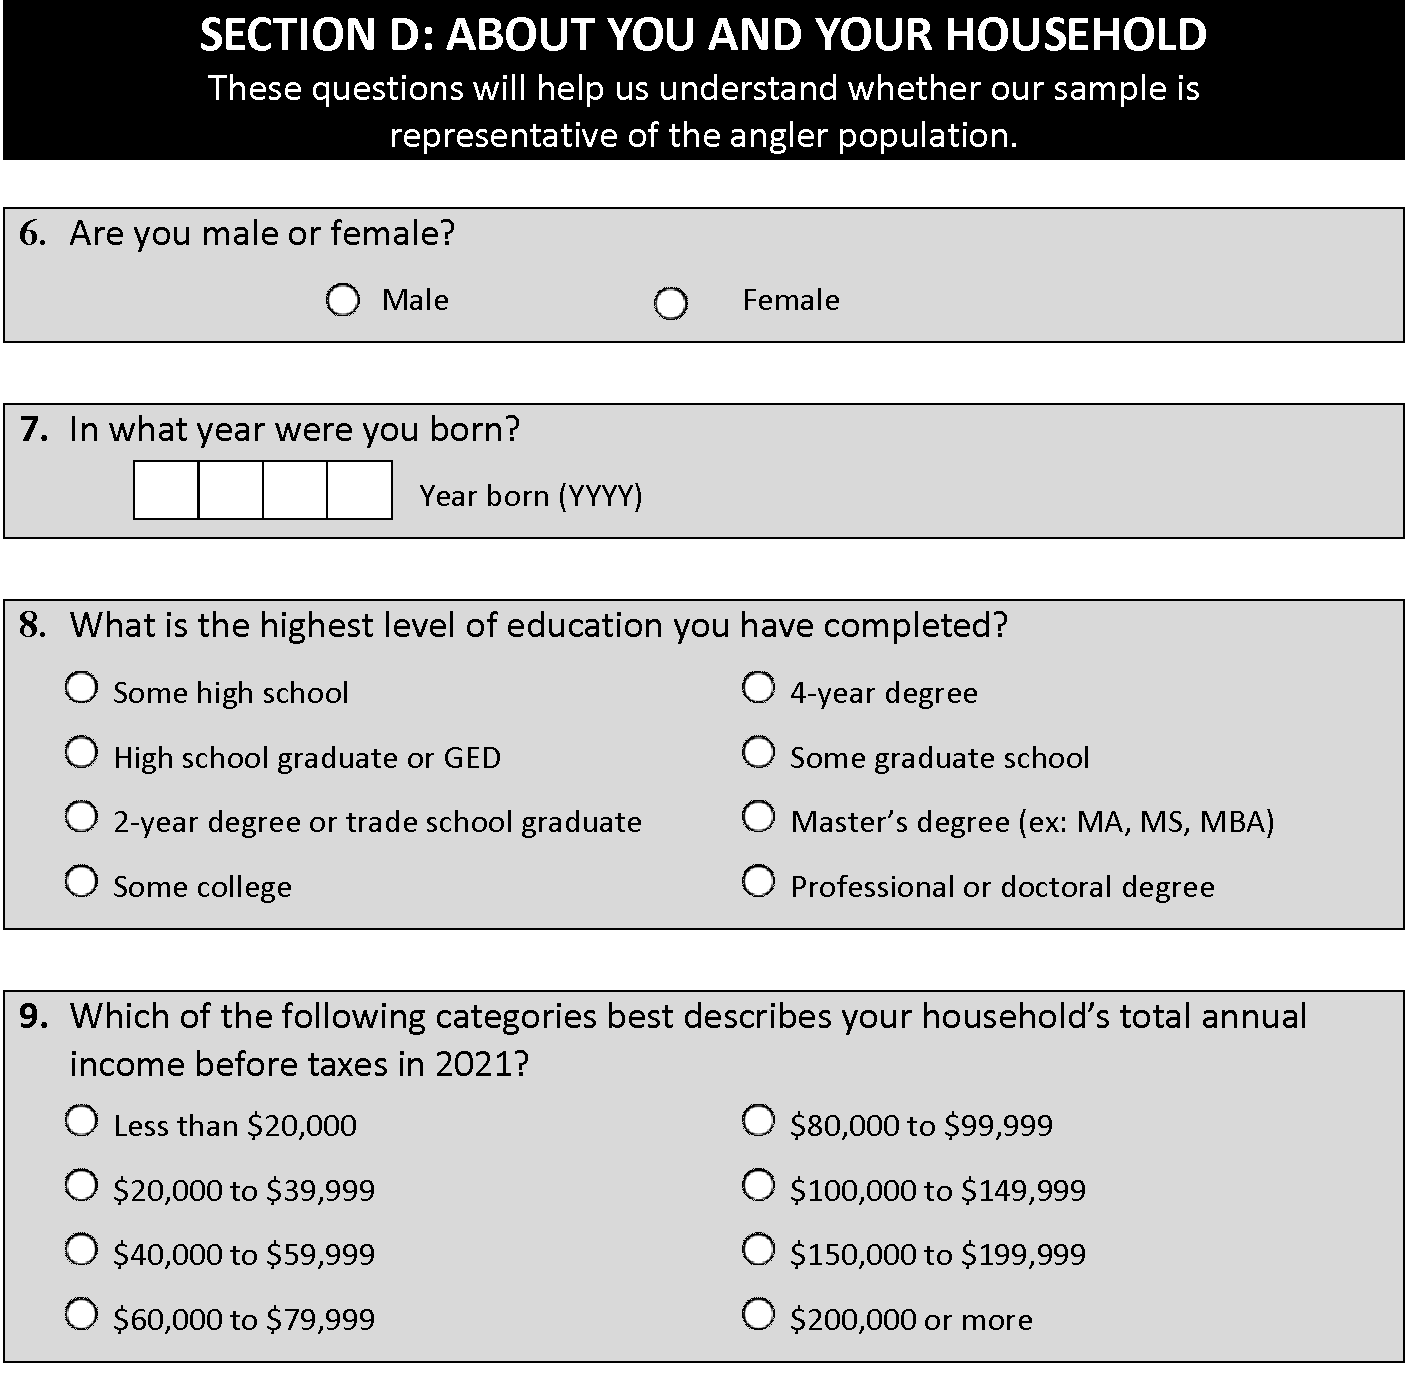 SECTION D: ABOUT YOU AND YOUR HOUSEHOLD
These questions will help us understand whether our sample is
representative of the angler population.
6. Are you male or female?
Male Female
7. In what year were you born?
Year born (YYYY)
8. What is the highest level of education you have completed?
Some high school
High school graduate or GED
2-year degree or trade school graduate
Some college
4-year degree
Some graduate school
Master’s degree (ex: MA, MS, MBA)
Professional or doctoral degree
9. Which of the following categories best describes your household’s total annual
income before taxes in 2021?
Less than $20,000
$20,000 to $39,999
$40,000 to $59,999
$60,000 to $79,999
$80,000 to $99,999
$100,000 to $149,999
$150,000 to $199,999
$200,000 or more